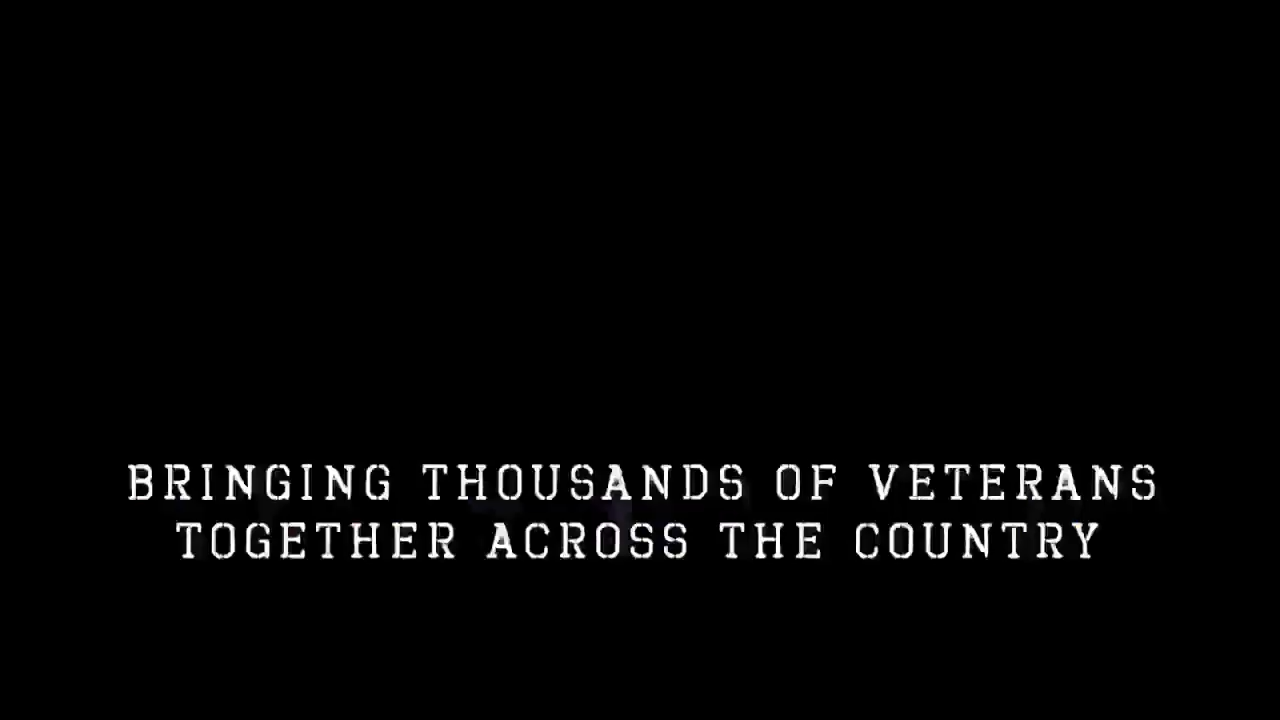 BRINGING THOUSANDS OF VETERANS
TOGETHER ACROSS THE COUNTRY